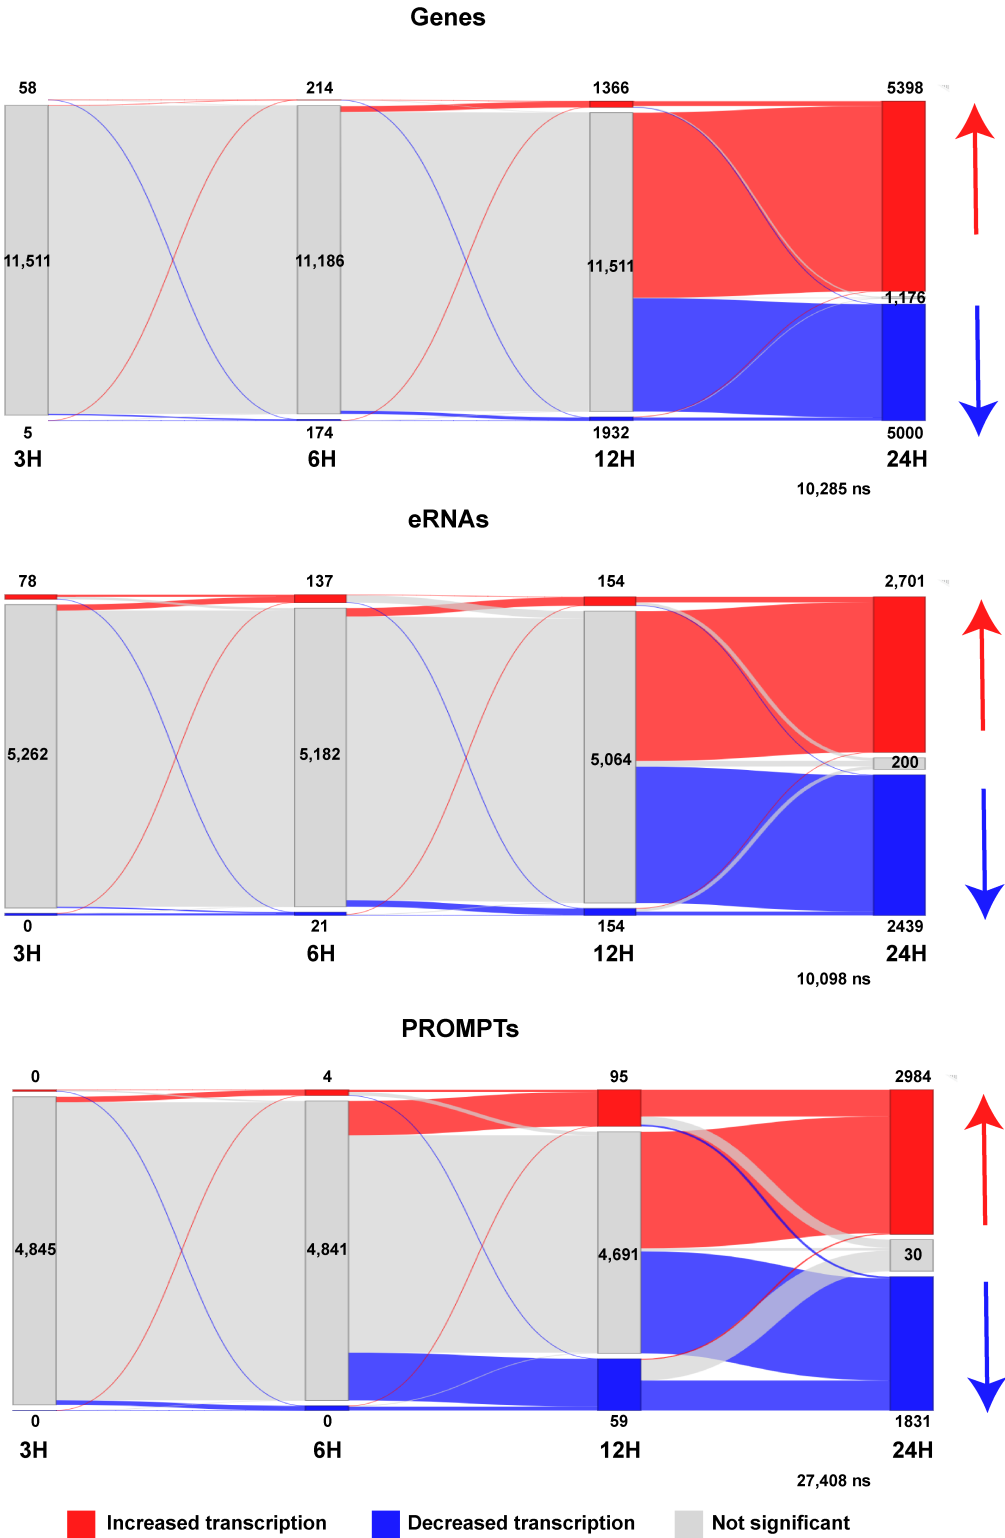 Genes
58 214 1366 5398
11,511 11,186 11,511 1,176
5 174 1932 5000
3H 6H 12H 24H
10,285 ns
eRNAs
78 137 154 2,701
5,262 5,182 5,064 200
0 21 154 2439
3H 6H 12H 24H
10,098 ns
PROMPTs
0 4 95 2984
4,845 4,841 4,691 30
0 0 59 1831
3H 6H 12H 24H
27,408 ns
Increased transcription Decreased transcription Not significant